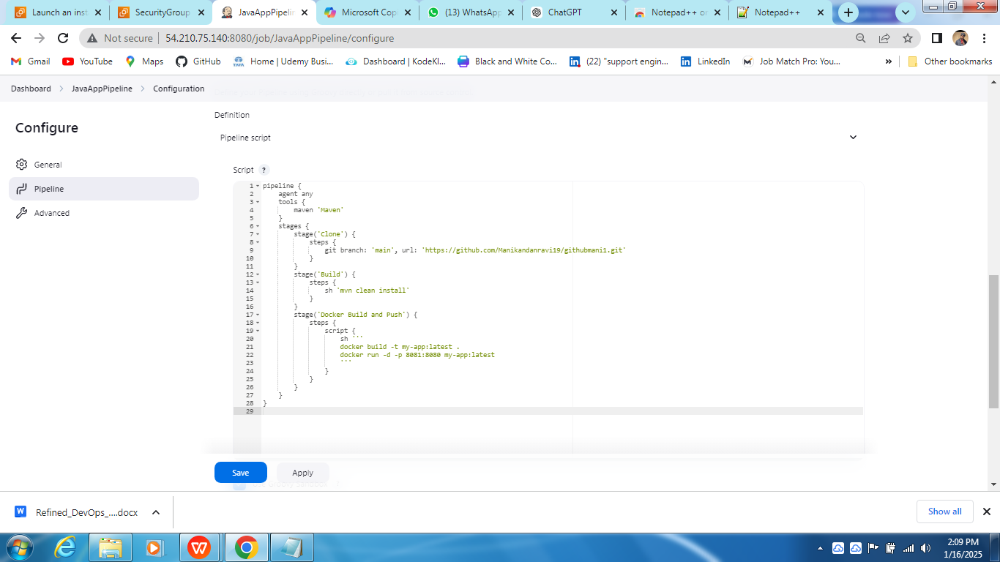 Launch an inst
SecurityGroup
JavaAppPipelin
Microsoft Cop
(13) WhatsApp
ChatGPT
Notepad++ or
Notepad++
Not secure
54.210.75.140:8080/job/JavaAppPipeline/configure
Gmail
YouTube
Maps
GitHub
Home | Udemy Busi...
Dashboard | KodeKl...
Black and White Co...
(22) "support engin...
LinkedIn
Job Match Pro: You...
»
Other bookmarks
Dashboard > JavaAppPipeline > Configuration
Configure
General
Pipeline
Advanced
Definition
Pipeline script
Script ?
1 pipeline {
2 agent any
3 tools {
4 maven 'Maven'
5 }
6 stages {
7 stage('Clone') {
8 steps {
9 git branch: 'main', url: 'https://github.com/Manikandanravi19/githubmani1.git'
10 }
11 }
12 stage('Build') {
13 steps {
14 sh 'mvn clean install'
15 }
16 }
17 stage('Docker Build and Push') {
18 steps {
19 script {
20 sh '''
21 docker build -t my-app:latest .
22 docker run -d -p 8081:8080 my-app:latest
23 '''
24 }
25 }
26 }
27 }
28 }
29
Save
Apply
Refined_DevOps_....docx
Show all
2:09 PM
1/16/2025